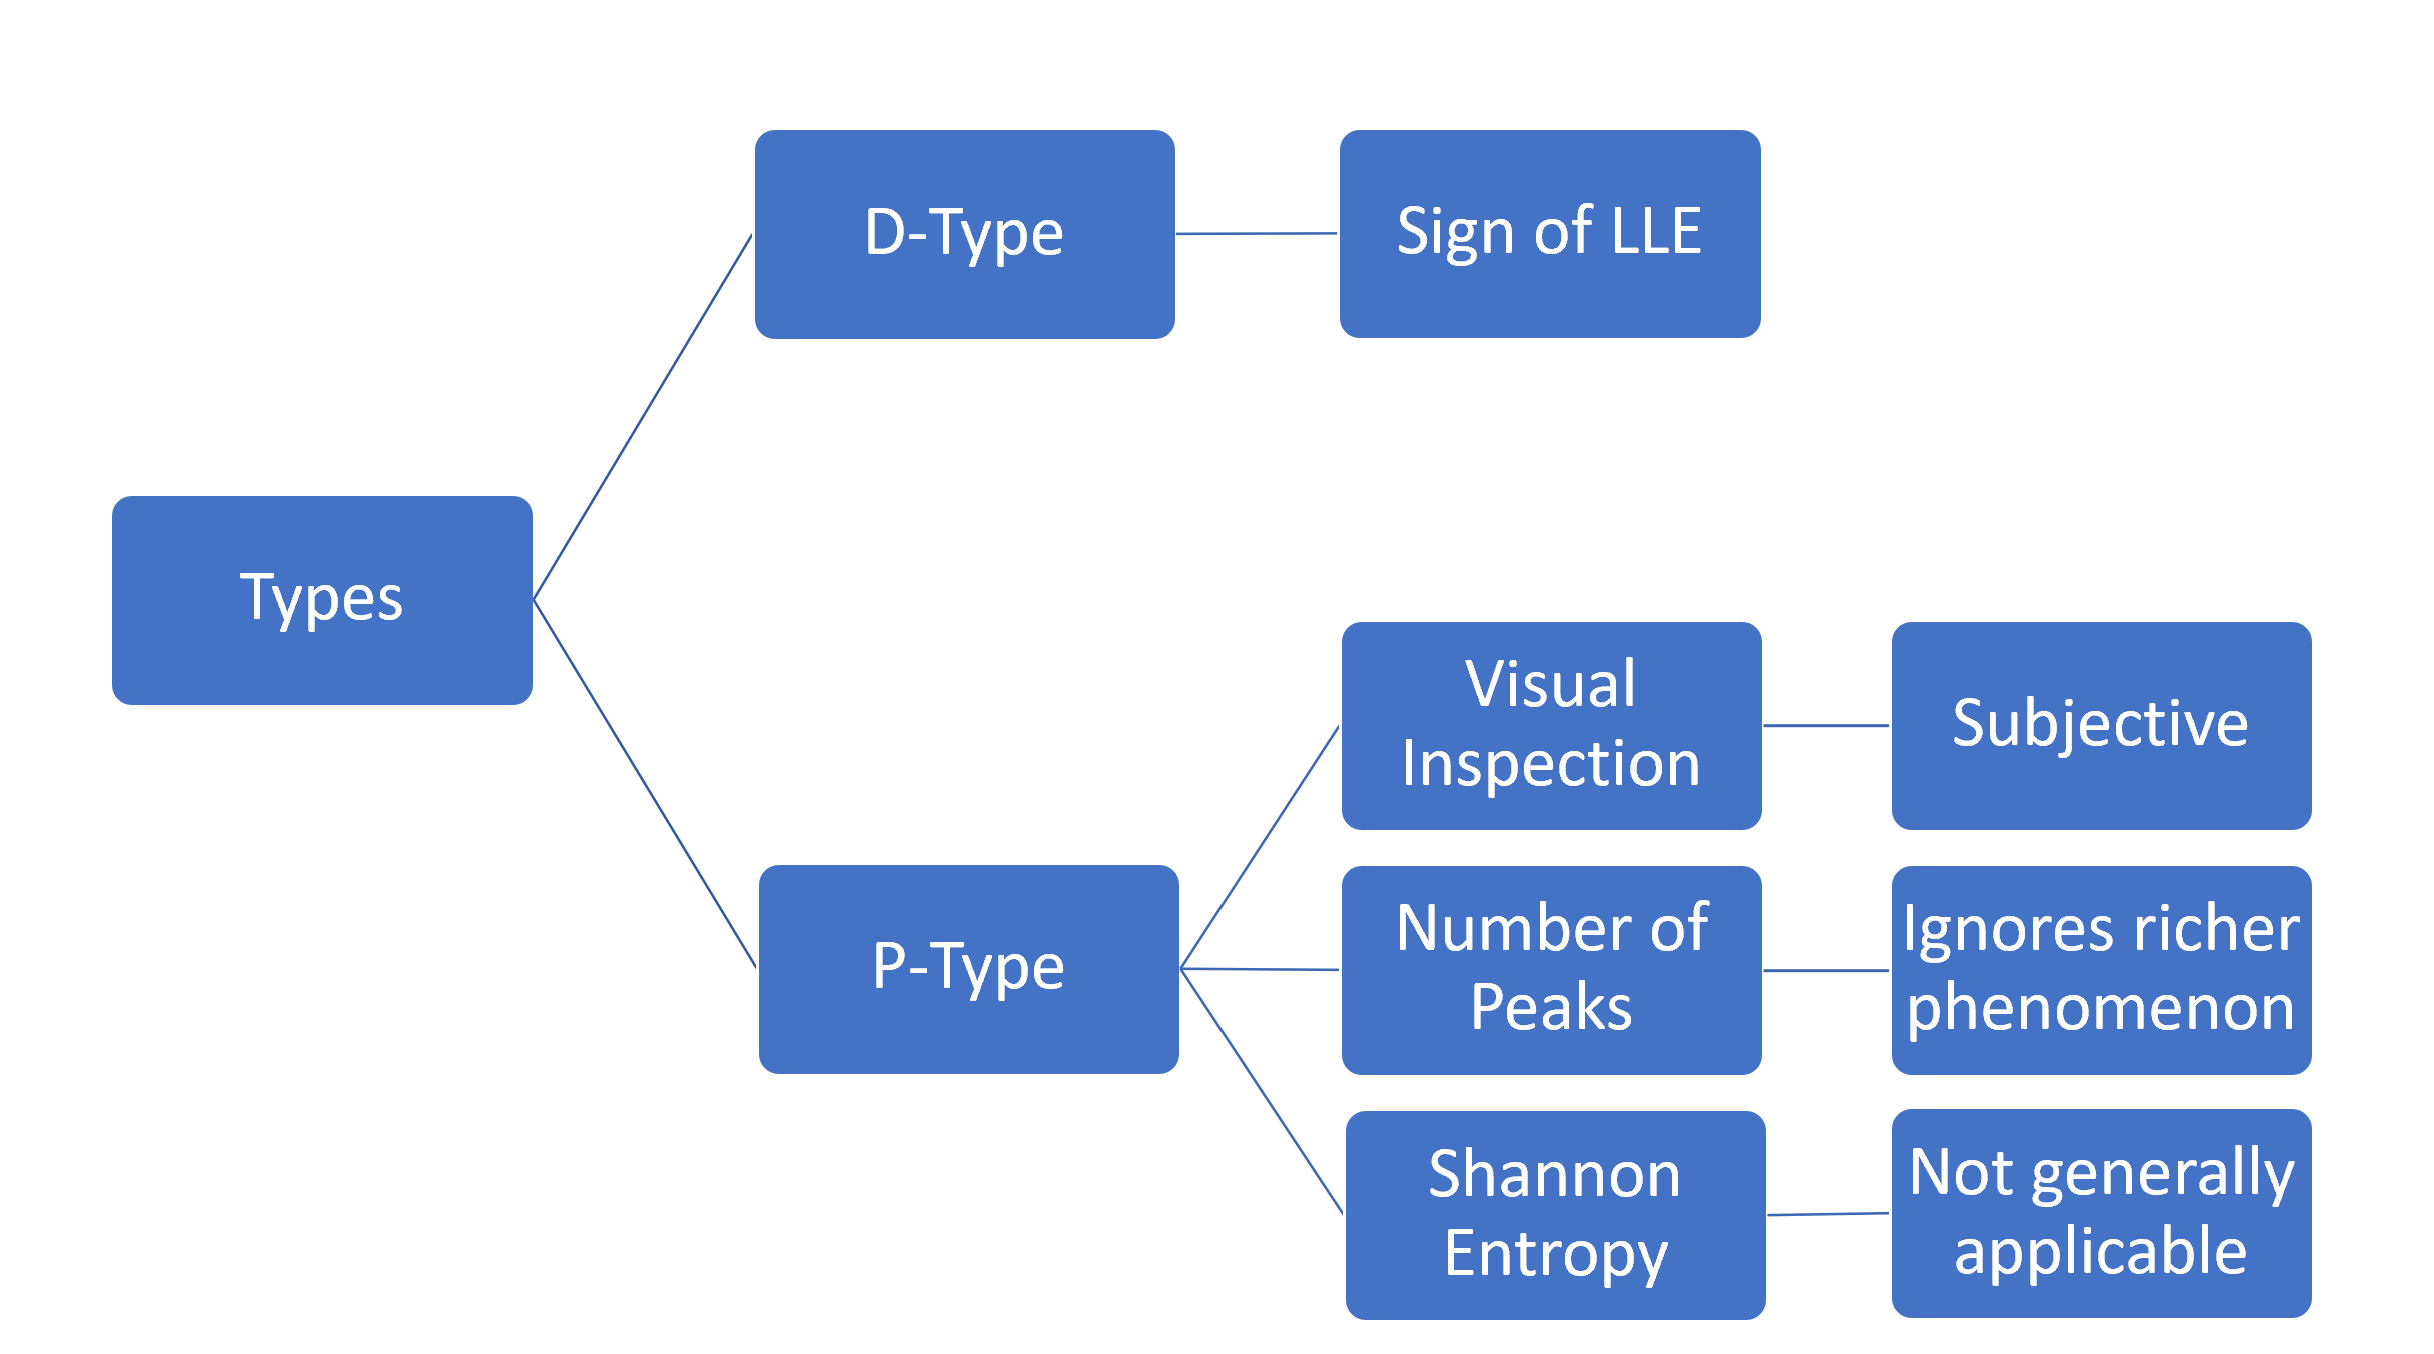 D-Type
Sign of LLE
Types
Visual
Inspection
Subjective
P-Type
Number of
Peaks
Ignores richer
phenomenon
Shannon
Entropy
Not generally
applicable